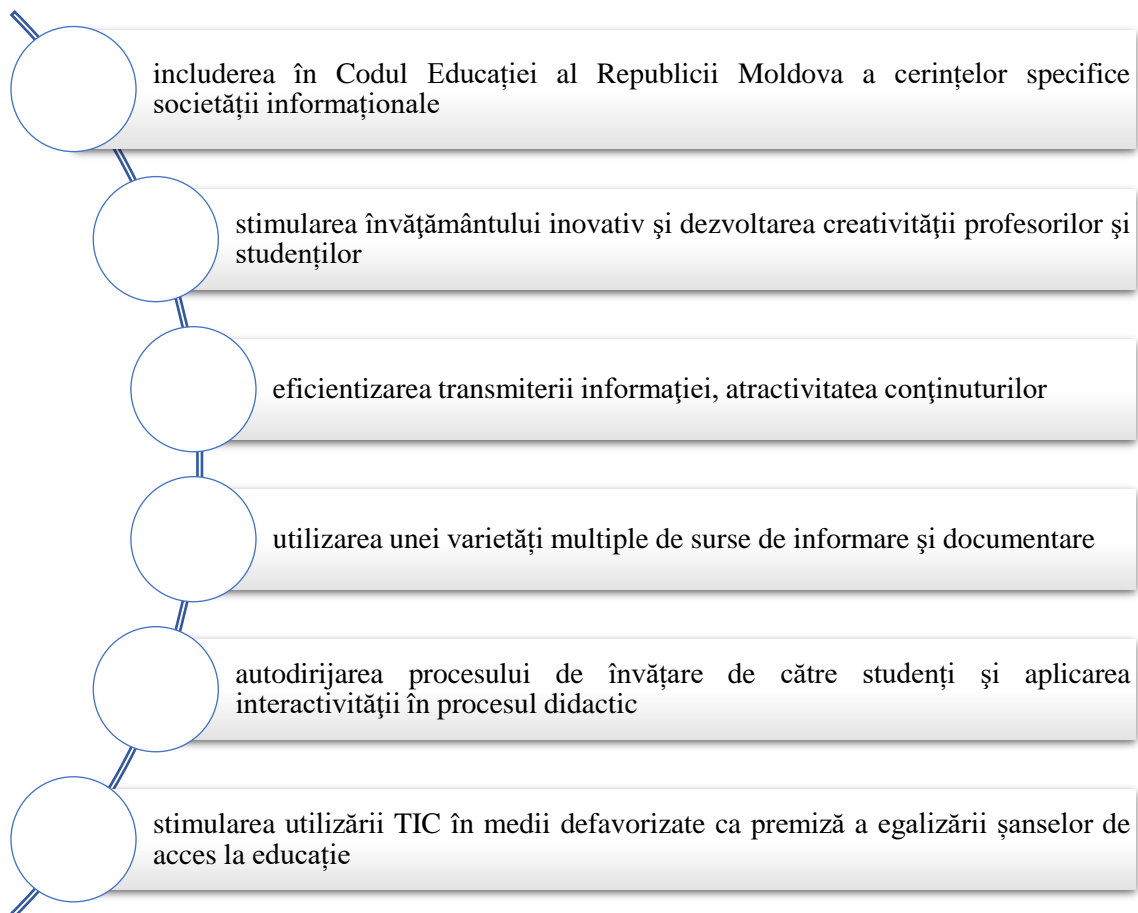 includerea în Codul Educației al Republicii Moldova a cerințelor specifice
societății informaționale
stimularea învăţământului inovativ şi dezvoltarea creativităţii profesorilor şi
studenților
eficientizarea transmiterii informaţiei, atractivitatea conţinuturilor
utilizarea unei varietăți multiple de surse de informare şi documentare
autodirijarea procesului de învățare de către studenți şi aplicarea
interactivităţii în procesul didactic
stimularea utilizării TIC în medii defavorizate ca premiză a egalizării șanselor de
acces la educație